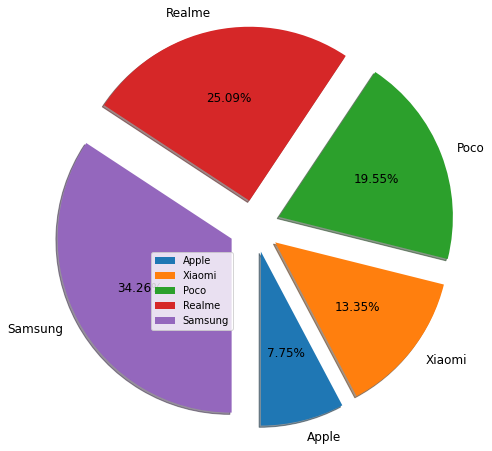 Realme
25.09%
Poco
19.55%
34.26
Samsung
Apple
Xiaomi
Poco
Realme
Samsung
13.35%
7.75%
Xiaomi
Apple